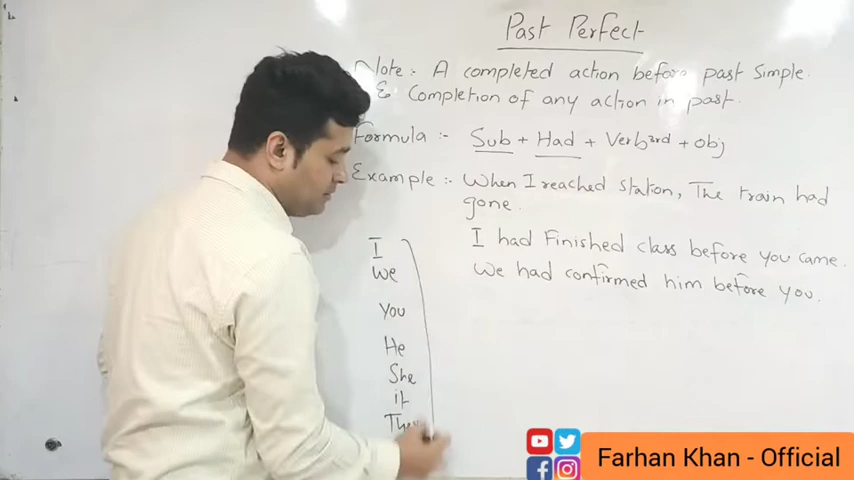 Past Perfect
Note :- A completed action before past Simple.
& Completion of any action in past.
Formula :- Sub + Had + Verb 3rd + obj
Example :- When I reached station, The train had
gone.
I had Finished class before you came.
We had confirmed him before you.
I
We
You
He
She
it
They
Farhan Khan - Official